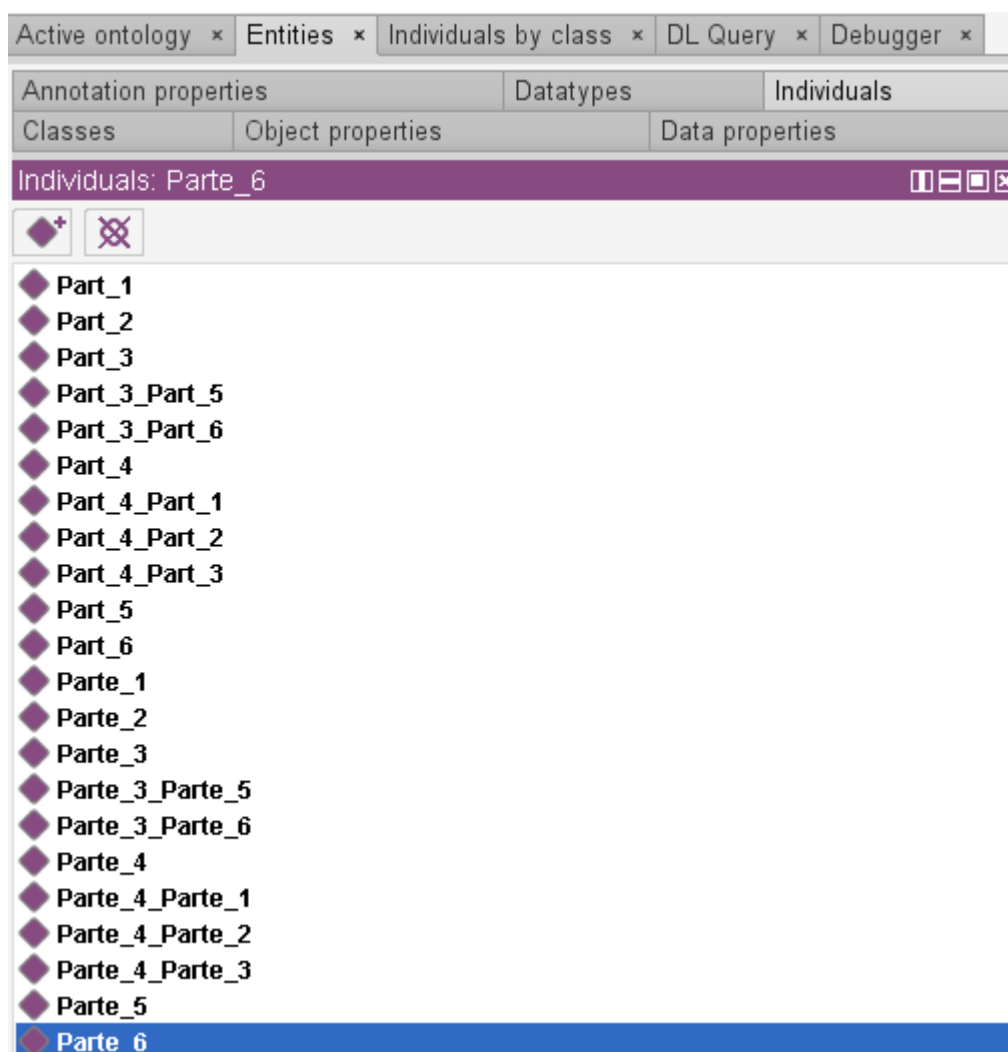 Active ontology × Entities × Individuals by class × DL Query × Debugger ×
Annotation properties Datatypes Individuals
Classes Object properties Data properties
Individuals: Parte_6
Part_1
Part_2
Part_3
Part_3_Part_5
Part_3_Part_6
Part_4
Part_4_Part_1
Part_4_Part_2
Part_4_Part_3
Part_5
Part_6
Parte_1
Parte_2
Parte_3
Parte_3_Parte_5
Parte_3_Parte_6
Parte_4
Parte_4_Parte_1
Parte_4_Parte_2
Parte_4_Parte_3
Parte_5
Parte_6